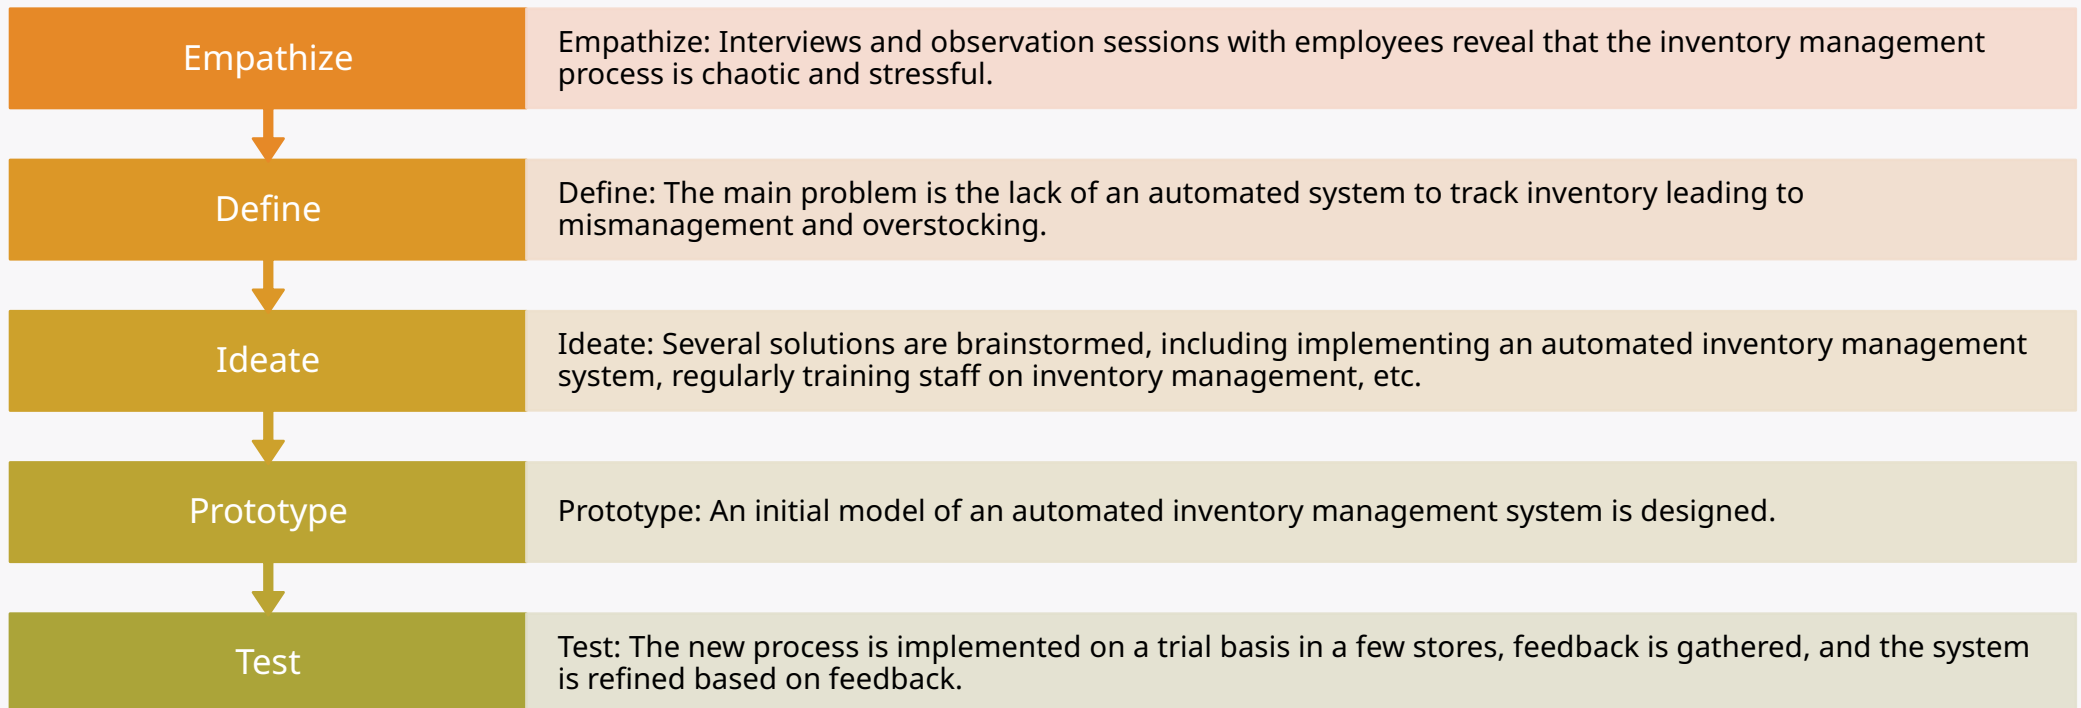 Empathize
Empathize: Interviews and observation sessions with employees reveal that the inventory management
process is chaotic and stressful.
Define
Define: The main problem is the lack of an automated system to track inventory leading to
mismanagement and overstocking.
Ideate
Ideate: Several solutions are brainstormed, including implementing an automated inventory management
system, regularly training staff on inventory management, etc.
Prototype
Prototype: An initial model of an automated inventory management system is designed.
Test
Test: The new process is implemented on a trial basis in a few stores, feedback is gathered, and the system
is refined based on feedback.